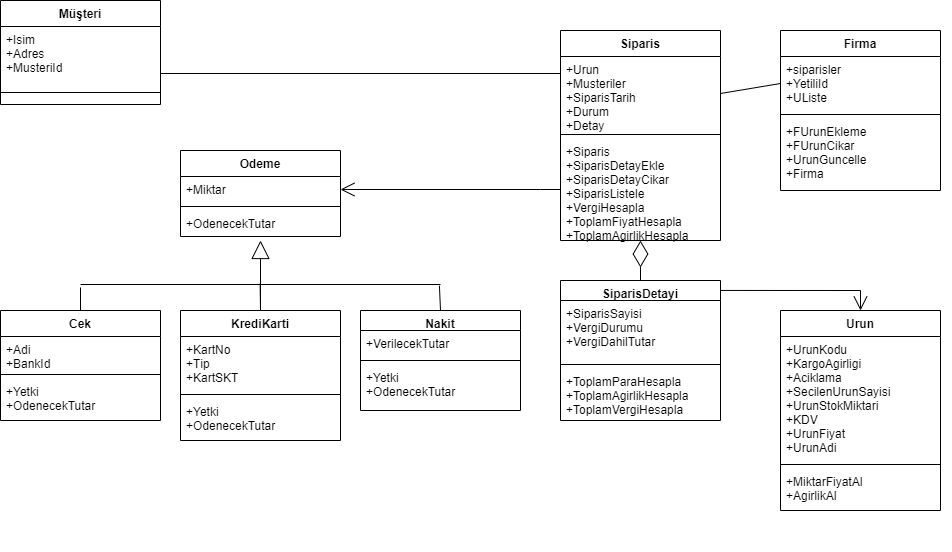 Müşteri
+Isim
+Adres
+MusteriId
Siparis
+Urun
+Musteriler
+SiparisTarih
+Durum
+Detay
+Siparis
+SiparisDetayEkle
+SiparisDetayCikar
+SiparisListele
+VergiHesapla
+ToplamFiyatHesapla
+ToplamAgirlikHesapla
Firma
+siparisler
+YetiliId
+UListe
+FUrunEkleme
+FUrunCikar
+UrunGuncelle
+Firma
Odeme
+Miktar
+OdenecekTutar
Cek
+Adi
+BankId
+Yetki
+OdenecekTutar
KrediKarti
+KartNo
+Tip
+KartSKT
+Yetki
+OdenecekTutar
Nakit
+VerilecekTutar
+Yetki
+OdenecekTutar
SiparisDetayi
+SiparisSayisi
+VergiDurumu
+VergiDahilTutar
+ToplamParaHesapla
+ToplamAgirlikHesapla
+ToplamVergiHesapla
Urun
+UrunKodu
+KargoAgirligi
+Aciklama
+SecilenUrunSayisi
+UrunStokMiktari
+KDV
+UrunFiyat
+UrunAdi
+MiktarFiyatAl
+AgirlikAl